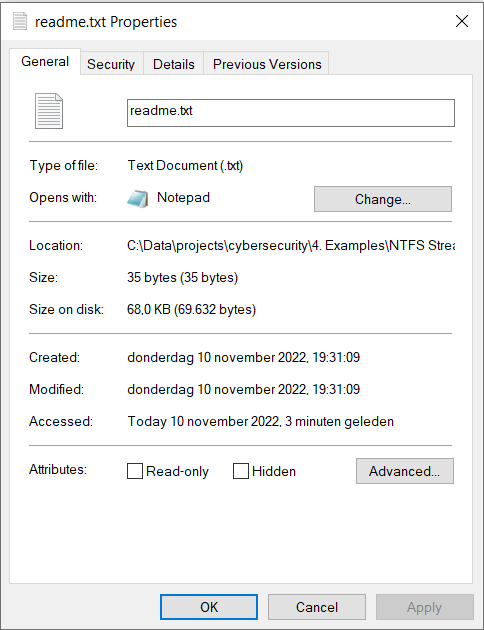 readme.txt Properties
General Security Details Previous Versions
readme.txt
Type of file: Text Document (.txt)
Opens with: Notepad Change...
Location: C:\Data\projects\cybersecurity\4. Examples\NTFS Strea
Size: 35 bytes (35 bytes)
Size on disk: 68,0 KB (69.632 bytes)
Created: donderdag 10 november 2022, 19:31:09
Modified: donderdag 10 november 2022, 19:31:09
Accessed: Today 10 november 2022, 3 minuten geleden
Attributes: Read-only Hidden Advanced...
OK Cancel Apply